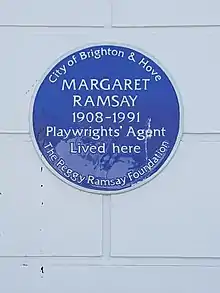 City of Brighton & Hove
MARGARET
RAMSAY
1908-1991
Playwrights' Agent
Lived here
The Peggy Ramsay Foundation